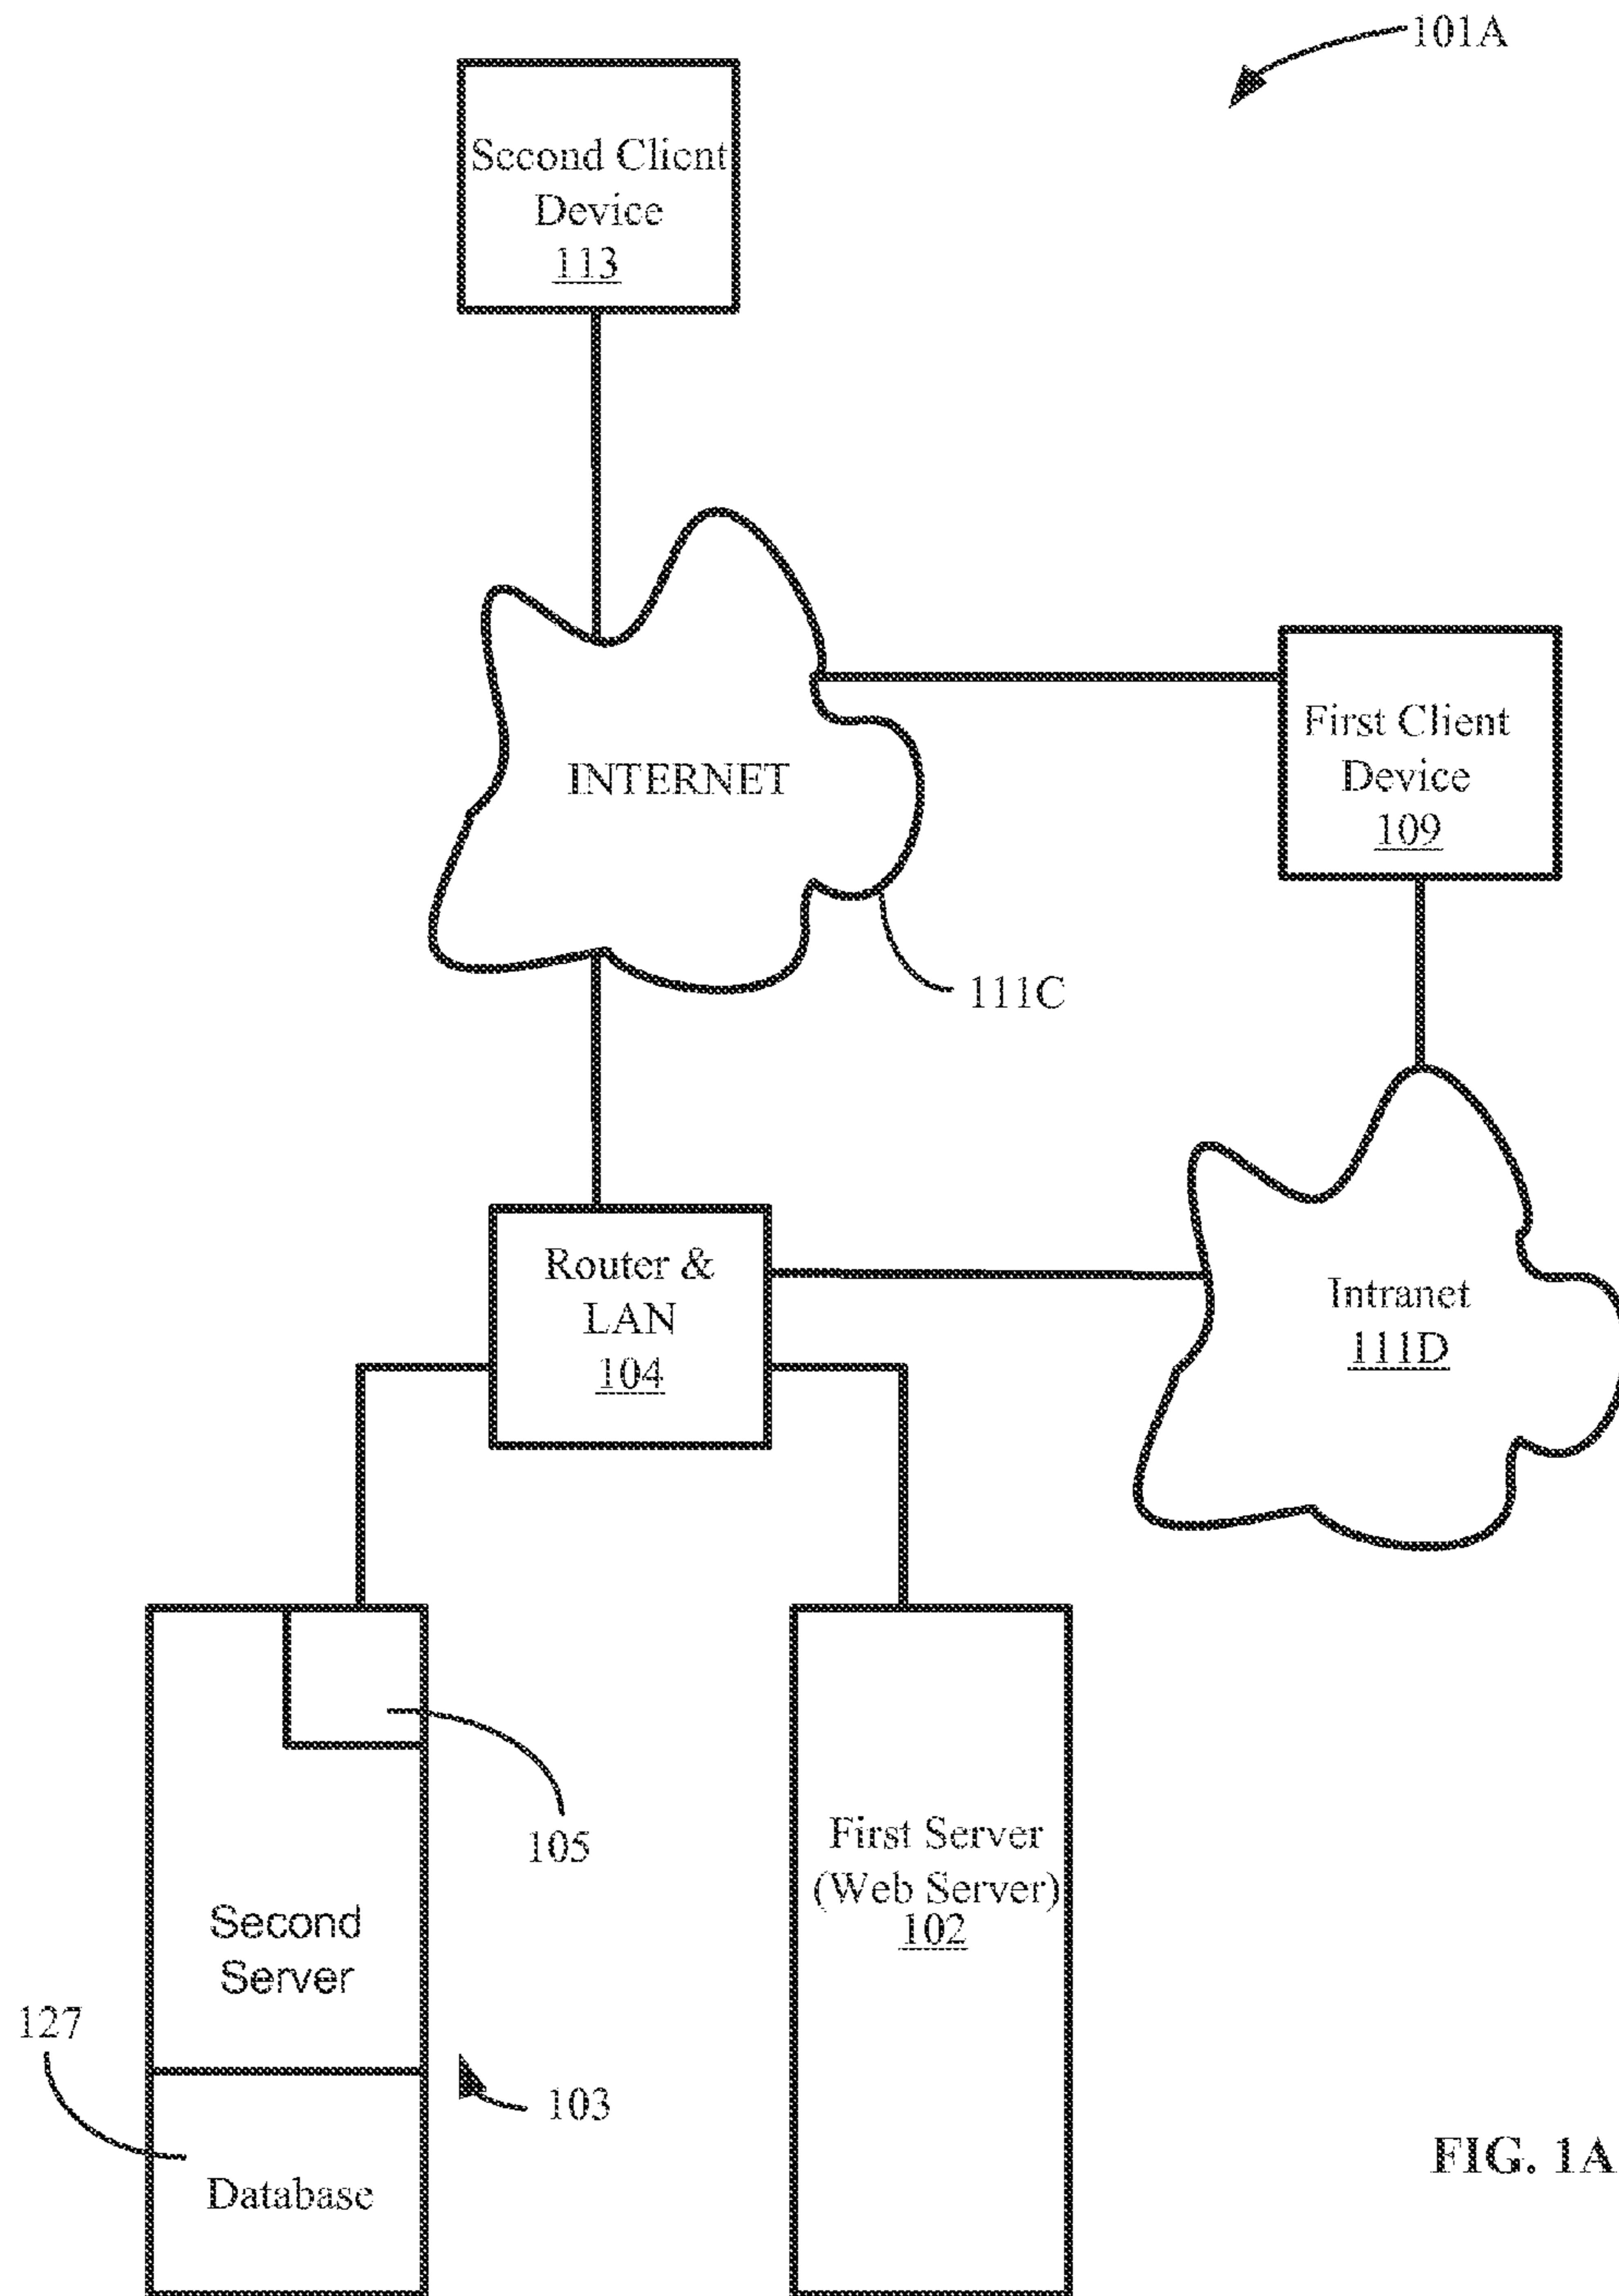 101A
Second Client
Device
113
INTERNET
First Client
Device
109
111C
Router &
LAN
104
Intranet
111D
105
First Server
(Web Server)
102
Second
Server
127
103
Database
FIG. 1A